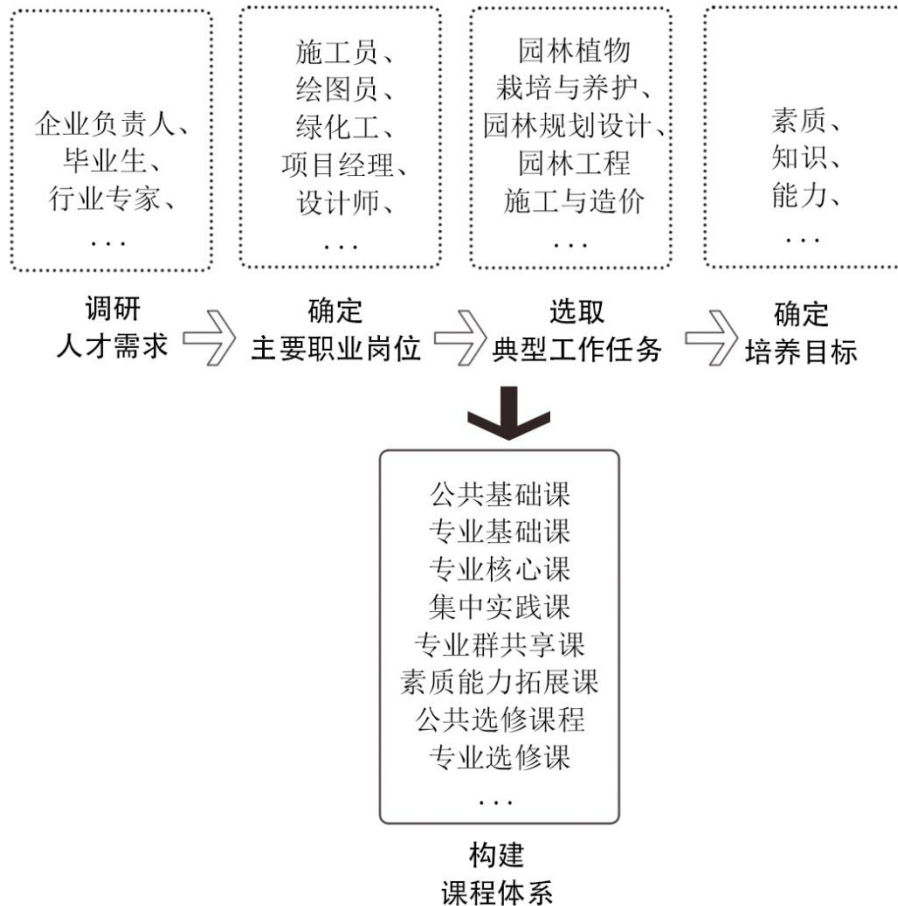 企业负责人、
毕业生、
行业专家、
...
施工员、
绘图员、
绿化工、
项目经理、
设计师、
...
园林植物
栽培与养护、
园林规划设计、
园林工程
施工与造价
...
素质、
知识、
能力、
...
调研
人才需求
确定
主要职业岗位
选取
典型工作任务
确定
培养目标
公共基础课
专业基础课
专业核心课
集中实践课
专业群共享课
素质能力拓展课
公共选修课程
专业选修课
...
构建
课程体系